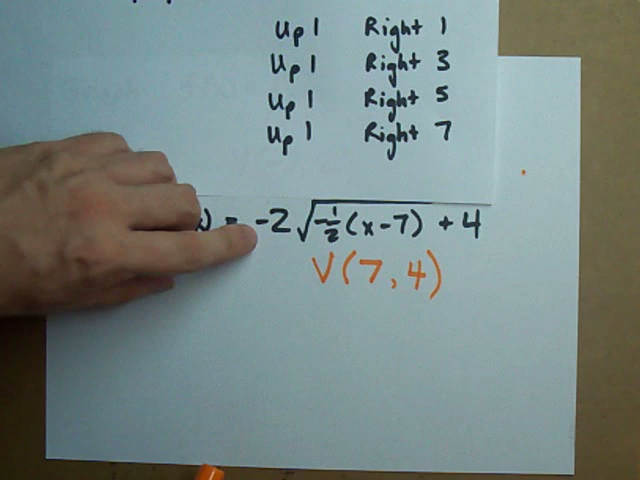 Up 1 Right 1
Up 1 Right 3
Up 1 Right 5
Up 1 Right 7
) = -2√(-1/2(x-7)) + 4
V(7,4)